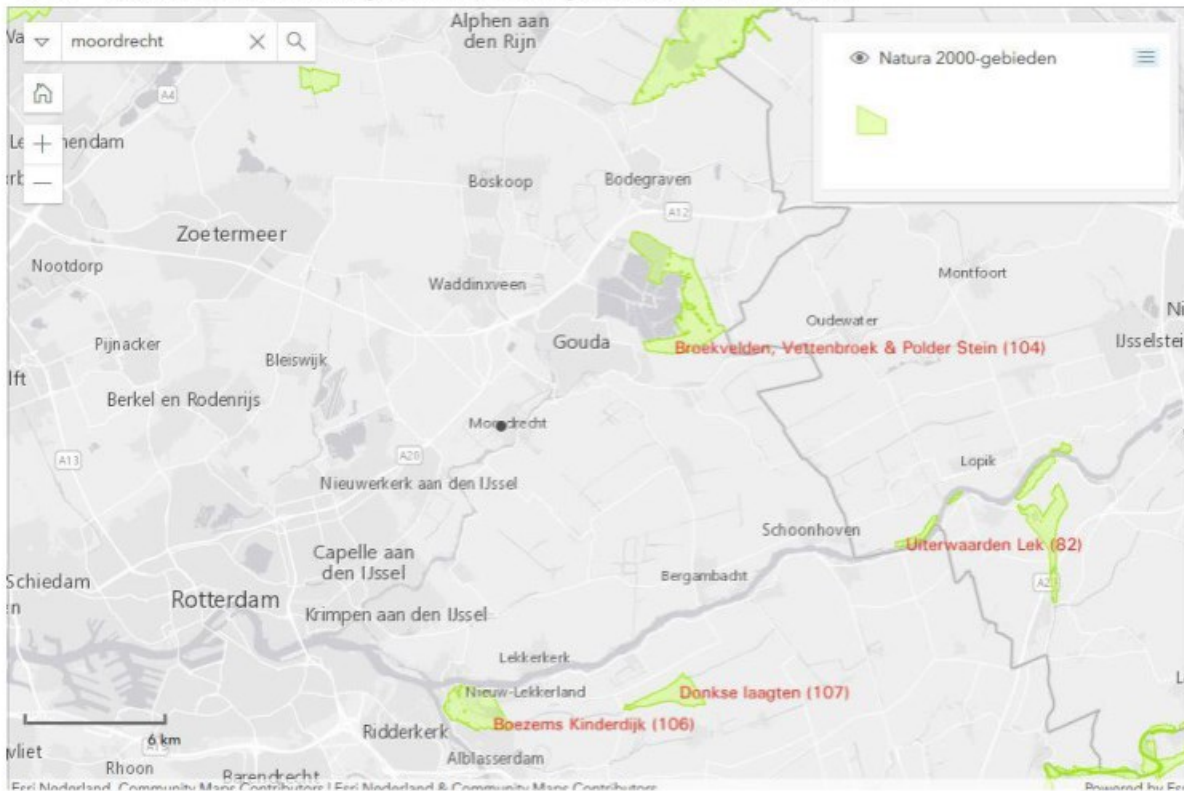 moordrecht
Natura 2000-gebieden
Alphen aan
den Rijn
A4
Boskoop
Bodegraven
A12
Zoetermeer
Nootdorp
Waddinxveen
Montfoort
Oudewater
Gouda
Pijnacker
Bleiswijk
Broekvelden, Vettenbroek & Polder Stein (104)
IJsselstei
lft
Berkel en Rodenrijs
Moordrecht
A13
A20
Lopik
Nieuwerkerk aan den IJssel
Schoonhoven
Capelle aan
den IJssel
Uiterwaarden Lek (82)
Schiedam
Bergambacht
Rotterdam
Krimpen aan den IJssel
Lekkerkerk
Nieuw-Lekkerland
Donkse laagten (107)
Boezems Kinderdijk (106)
Ridderkerk
6 km
Alblasserdam
Rhoon
Barendrecht
Esri Nederland, Community Maps Contributors | Esri Nederland & Community Maps Contributors
Powered by Esri